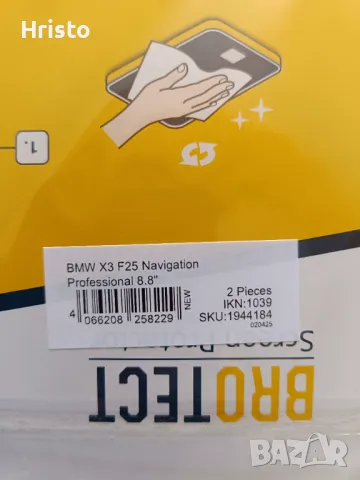 Hristo
1.
BMW X3 F25 Navigation
Professional 8.8"
4 066208 258229
NEW
2 Pieces
IKN:1039
SKU:1944184
020425
Screen Protector
BROTECT
bazar